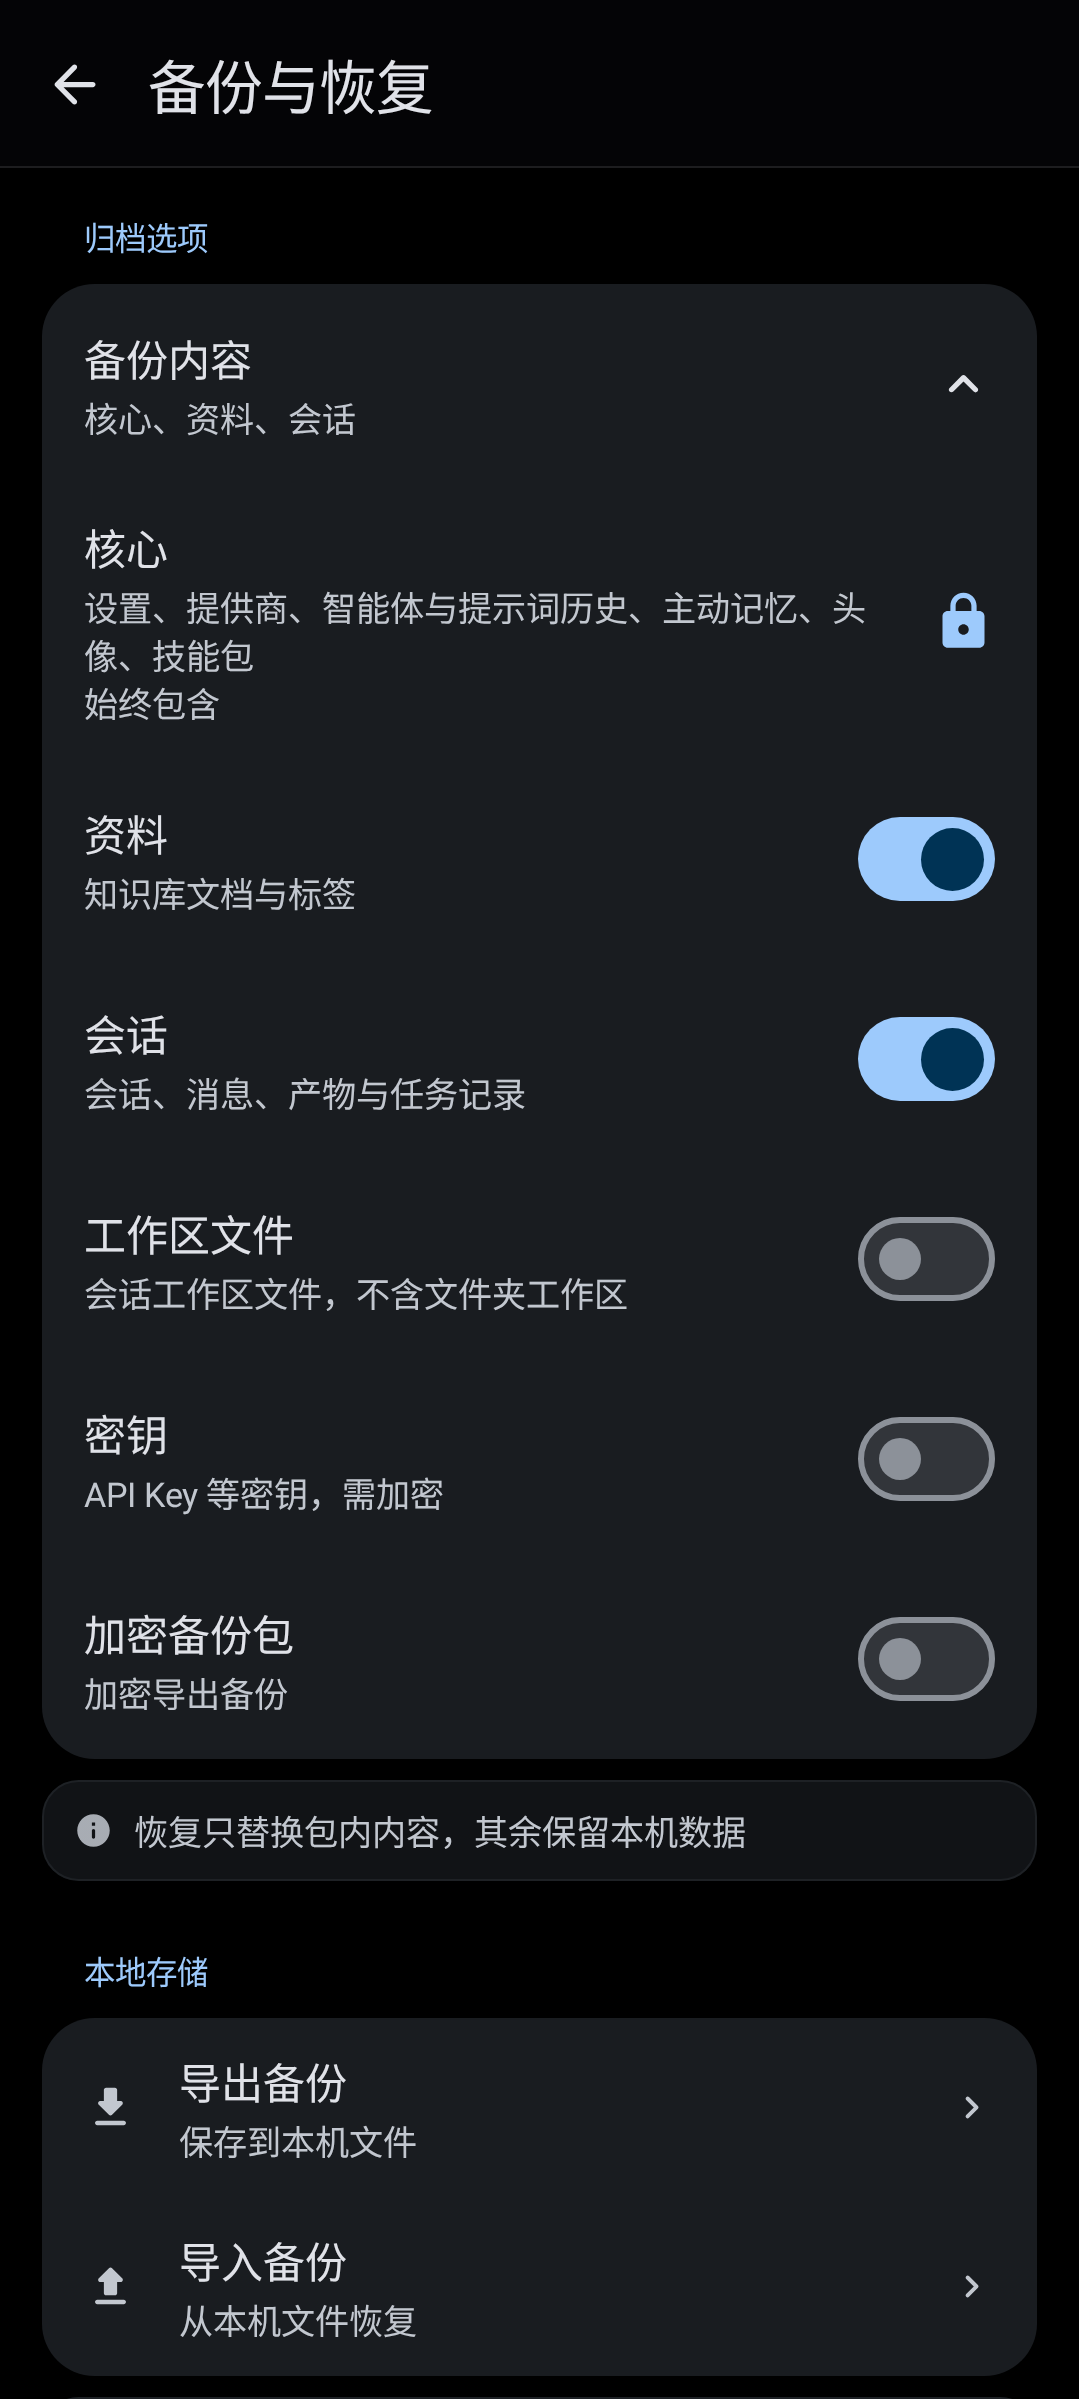 备份与恢复
归档选项
备份内容
核心、资料、会话
核心
设置、提供商、智能体与提示词历史、主动记忆、头
像、技能包
始终包含
资料
知识库文档与标签
会话
会话、消息、产物与任务记录
工作区文件
会话工作区文件，不含文件夹工作区
密钥
API Key 等密钥，需加密
加密备份包
加密导出备份
恢复只替换包内内容，其余保留本机数据
本地存储
导出备份
保存到本机文件
导入备份
从本机文件恢复